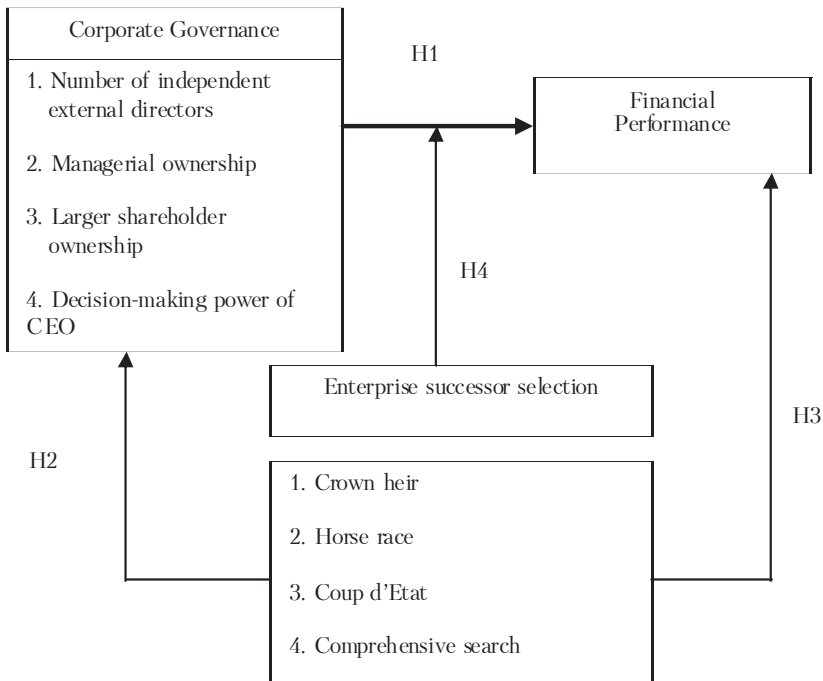 Corporate Governance
1. Number of independent
external directors
2. Managerial ownership
3. Larger shareholder
ownership
4. Decision-making power of
CEO
H1
Financial
Performance
H4
Enterprise successor selection
H2
H3
1. Crown heir
2. Horse race
3. Coup d’Etat
4. Comprehensive search